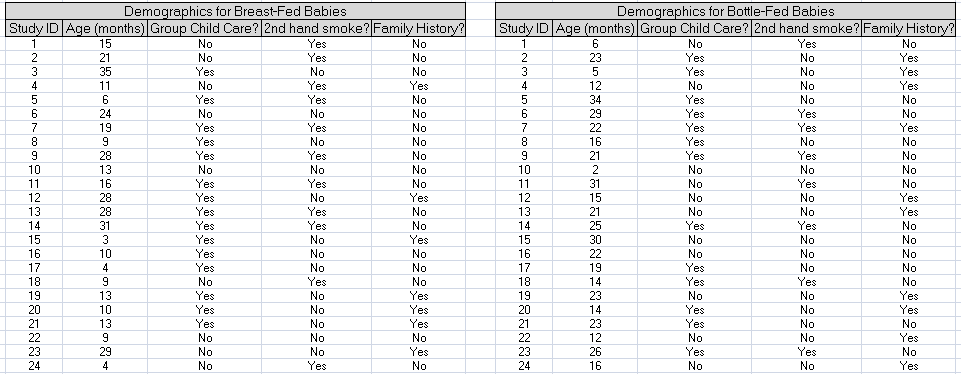 Demographics for Breast-Fed Babies Demographics for Bottle-Fed Babies
Study ID Age (months) Group Child Care? 2nd hand smoke? Family History? Study ID Age (months) Group Child Care? 2nd hand smoke? Family History?
1 15 No Yes No 1 6 No Yes No
2 21 No Yes No 2 23 Yes No Yes
3 35 Yes No No 3 5 Yes No Yes
4 11 No Yes Yes 4 12 No No Yes
5 6 Yes Yes No 5 34 Yes No No
6 24 No No No 6 29 Yes Yes No
7 19 Yes Yes No 7 22 Yes Yes Yes
8 9 Yes No No 8 16 Yes No No
9 28 Yes Yes No 9 21 Yes Yes No
10 13 No No No 10 2 No No No
11 16 Yes Yes No 11 31 No Yes No
12 28 Yes No Yes 12 15 No No Yes
13 28 Yes Yes No 13 21 No No Yes
14 31 Yes Yes No 14 25 Yes Yes No
15 3 Yes No Yes 15 30 No No No
16 10 Yes No No 16 22 No No No
17 4 Yes No No 17 19 Yes No No
18 9 No Yes No 18 14 Yes Yes No
19 13 Yes No Yes 19 23 No No Yes
20 10 Yes No Yes 20 14 Yes No Yes
21 13 Yes No Yes 21 23 Yes No No
22 9 No No No 22 12 No No Yes
23 29 No No Yes 23 26 Yes Yes No
24 4 No Yes No 24 16 No No Yes